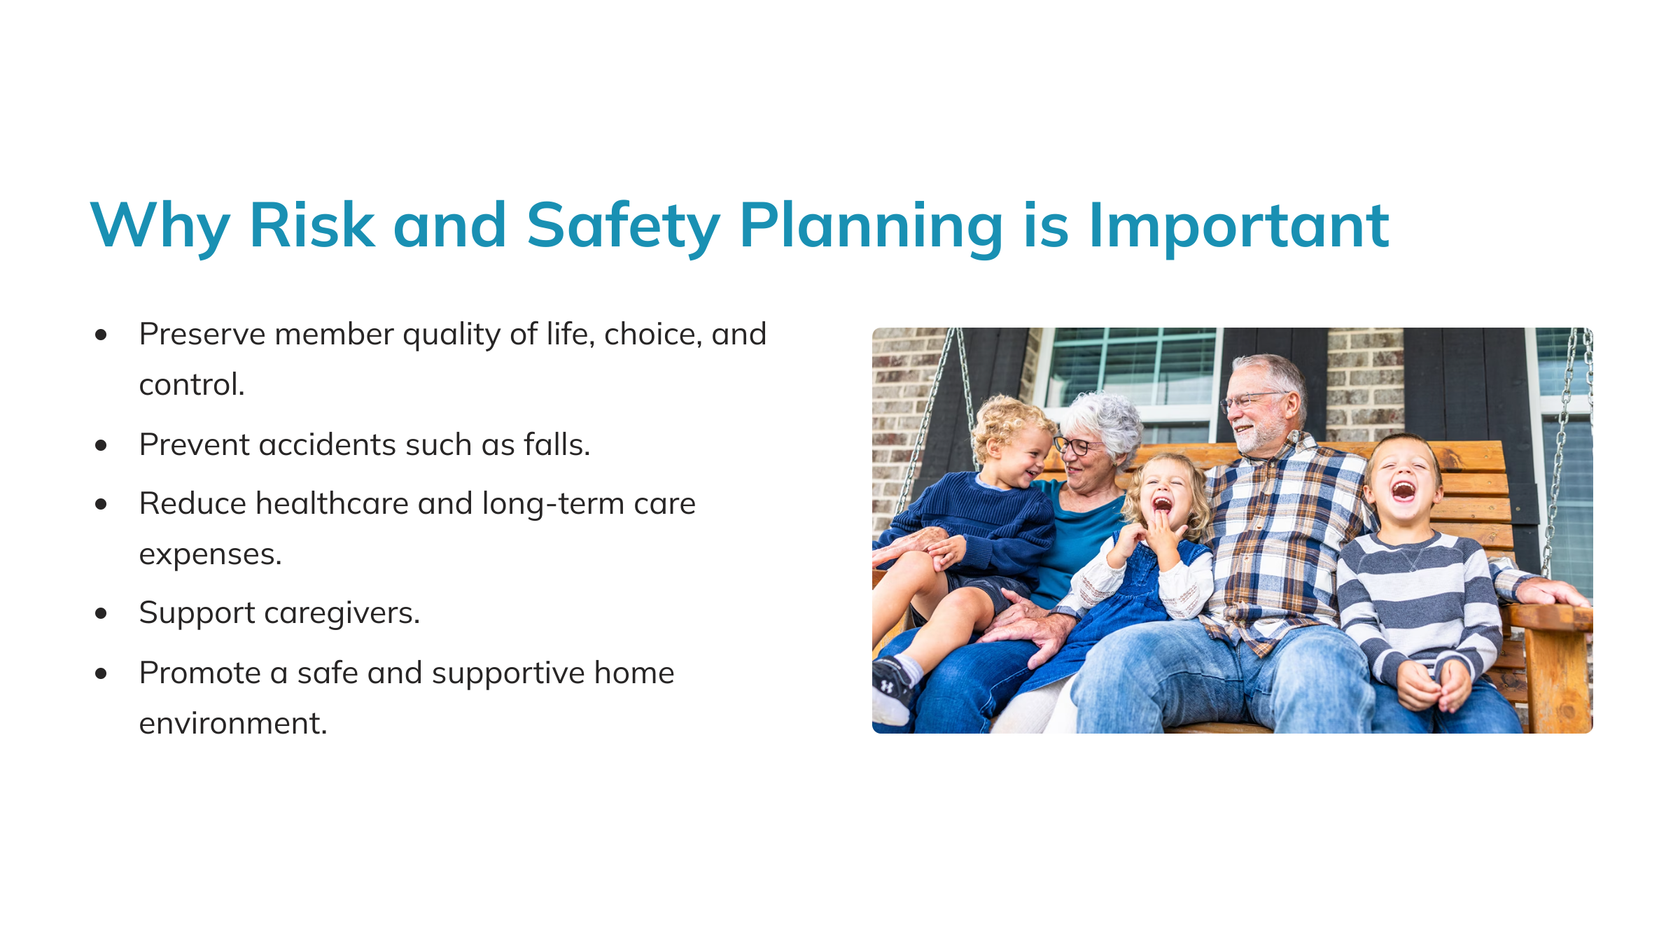 Why Risk and Safety Planning is Important
• Preserve member quality of life, choice, and
control.
• Prevent accidents such as falls.
• Reduce healthcare and long-term care
expenses.
• Support caregivers.
• Promote a safe and supportive home
environment.